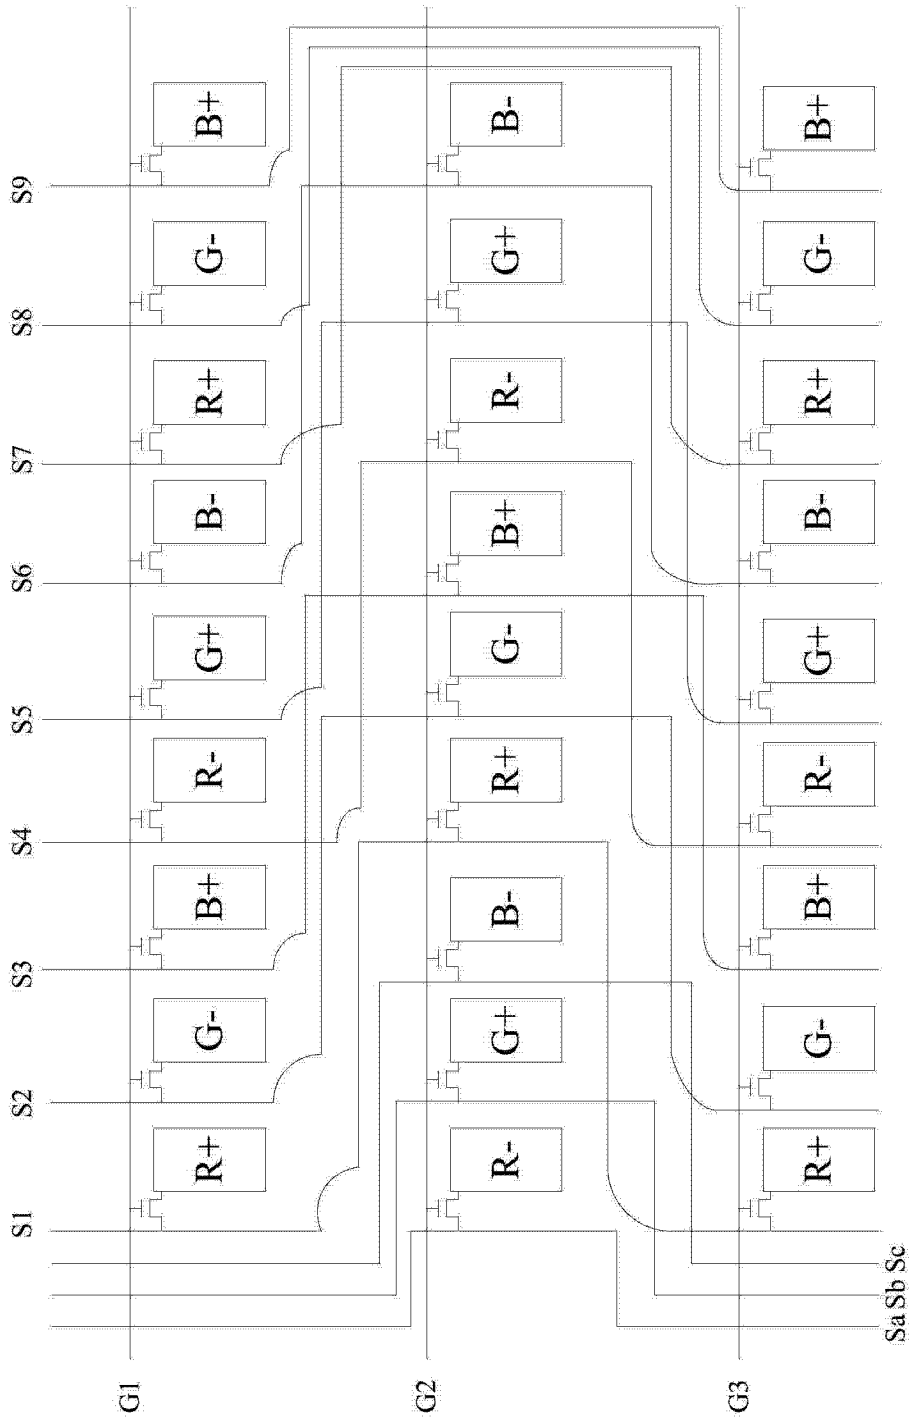 S1 S2 S3 S4 S5 S6 S7 S8 S9
G1 R+ G- B+ R- G+ B- R+ G- B+
G2 R- G+ B- R+ G- B+ R- G+ B-
G3 R+ G- B+ R- G+ B- R+ G- B+
Sa Sb Sc